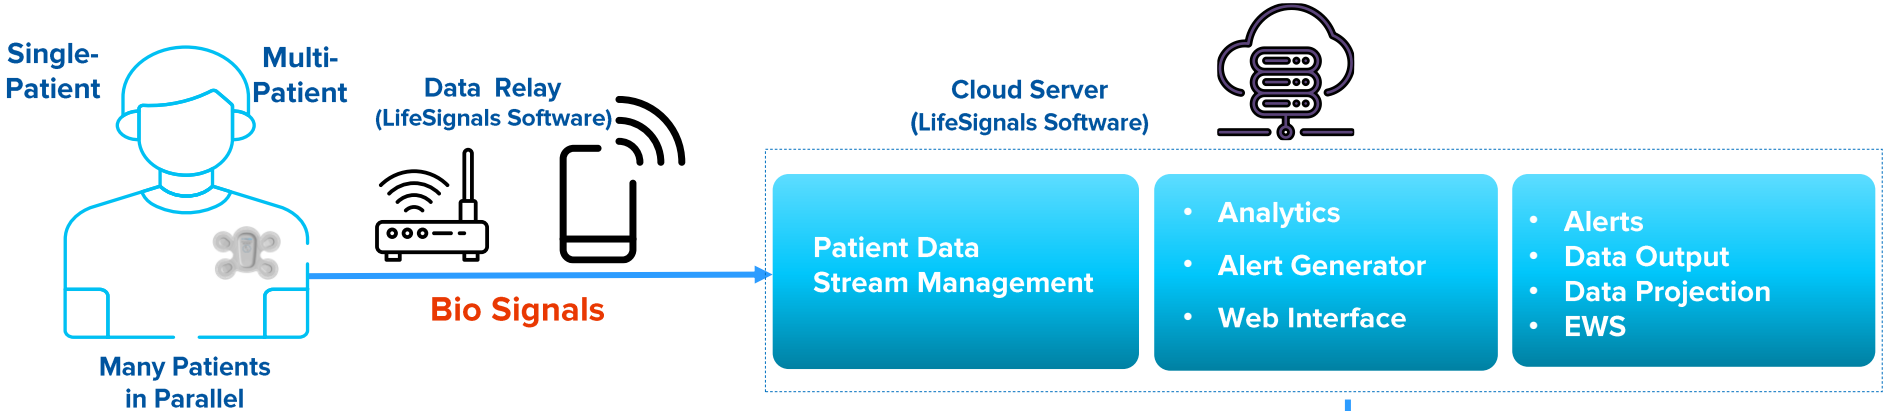 Single-
Patient
Multi-
Patient
Data Relay
(LifeSignals Software)
Cloud Server
(LifeSignals Software)
Bio Signals
Many Patients
in Parallel
Patient Data
Stream Management
• Analytics
• Alert Generator
• Web Interface
• Alerts
• Data Output
• Data Projection
• EWS